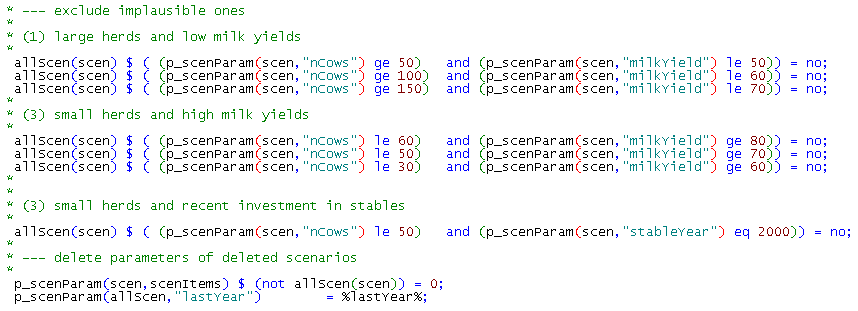 * --- exclude implausible ones
*
* (1) large herds and low milk yields
*
allScen(scen) $ ( (p_scenParam(scen,"nCows") ge 50)   and (p_scenParam(scen,"milkYield") le 50)) = no;
allScen(scen) $ ( (p_scenParam(scen,"nCows") ge 100)  and (p_scenParam(scen,"milkYield") le 60)) = no;
allScen(scen) $ ( (p_scenParam(scen,"nCows") ge 150)  and (p_scenParam(scen,"milkYield") le 70)) = no;
*
* (3) small herds and high milk yields
*
allScen(scen) $ ( (p_scenParam(scen,"nCows") le 60)   and (p_scenParam(scen,"milkYield") ge 80)) = no;
allScen(scen) $ ( (p_scenParam(scen,"nCows") le 50)   and (p_scenParam(scen,"milkYield") ge 70)) = no;
allScen(scen) $ ( (p_scenParam(scen,"nCows") le 30)   and (p_scenParam(scen,"milkYield") ge 60)) = no;
*
*
* (3) small herds and recent investment in stables
*
allScen(scen) $ ( (p_scenParam(scen,"nCows") le 50)   and (p_scenParam(scen,"stableYear") eq 2000)) = no;
*
* --- delete parameters of deleted scenarios
*
p_scenParam(scen,scenItems) $ (not allScen(scen)) = 0;
p_scenParam(allScen,"lastYear")        = %lastYear%;